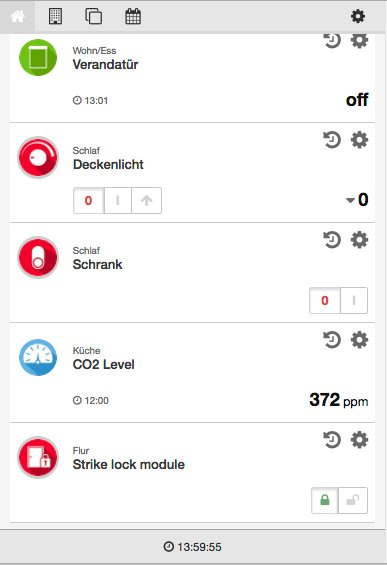 Wohn/Ess
Verandatür
13:01
off
Schlaf
Deckenlicht
0 I
0
Schlaf
Schrank
0 I
Küche
CO2 Level
12:00
372 ppm
Flur
Strike lock module
13:59:55